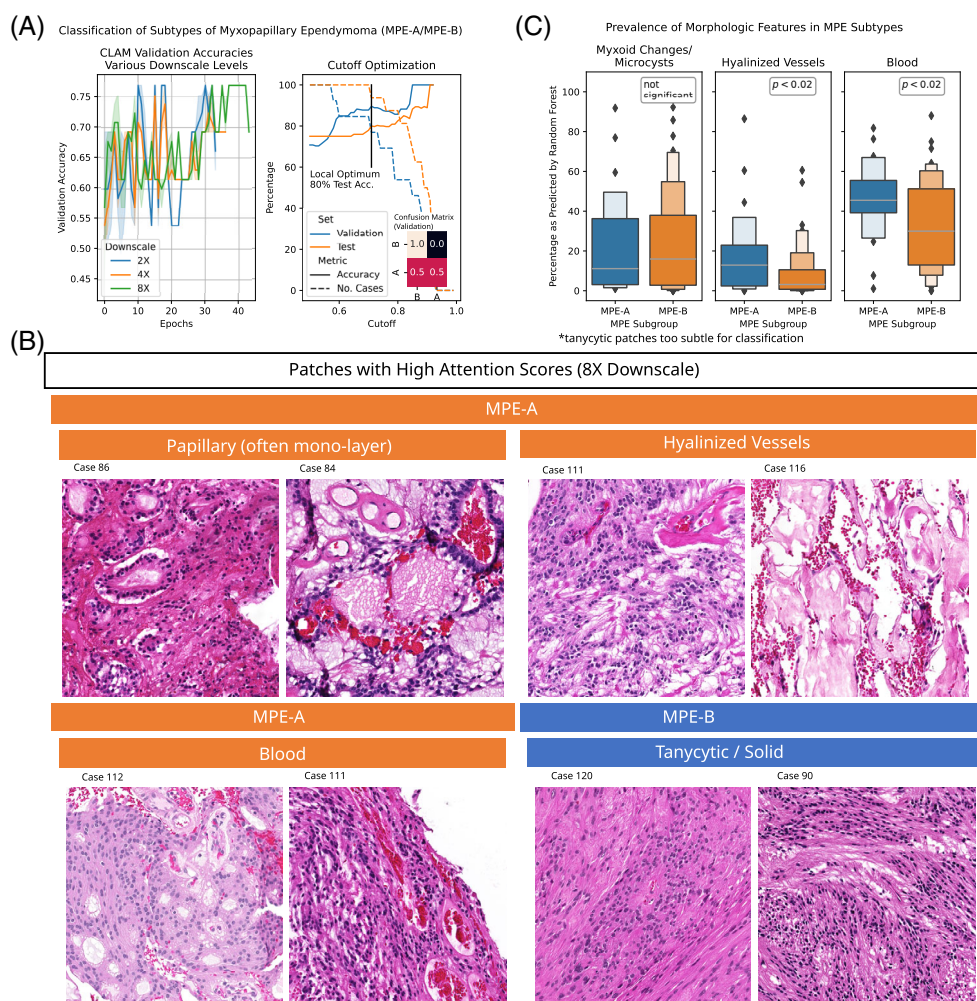 (A)
Classification of Subtypes of Myxopapillary Ependymoma (MPE-A/MPE-B)
CLAM Validation Accuracies
Various Downscale Levels
Validation Accuracy
0.75
0.70
0.65
0.60
0.55
0.50
0.45
Downscale
2X
4X
8X
0 10 20 30 40
Epochs
Cutoff Optimization
Percentage
100
80
60
40
20
0
Local Optimum
80% Test Acc.
Set
Validation
Test
Metric
Accuracy
No. Cases
Confusion Matrix
(Validation)
B 1.0 0.0
A 0.5 0.5
B A
0.6 0.8 1.0
Cutoff
(C)
Prevalence of Morphologic Features in MPE Subtypes
Myxoid Changes/
Microcysts
Hyalinized Vessels
Blood
Percentage as Predicted by Random Forest
100
80
60
40
20
0
not
significant
p < 0.02
p < 0.02
MPE-A MPE-B
MPE Subgroup
MPE-A MPE-B
MPE Subgroup
MPE-A MPE-B
MPE Subgroup
*tanycytic patches too subtle for classification
(B)
Patches with High Attention Scores (8X Downscale)
MPE-A
Papillary (often mono-layer)
Hyalinized Vessels
Case 86
Case 84
Case 111
Case 116
MPE-A
MPE-B
Blood
Tanycytic / Solid
Case 112
Case 111
Case 120
Case 90